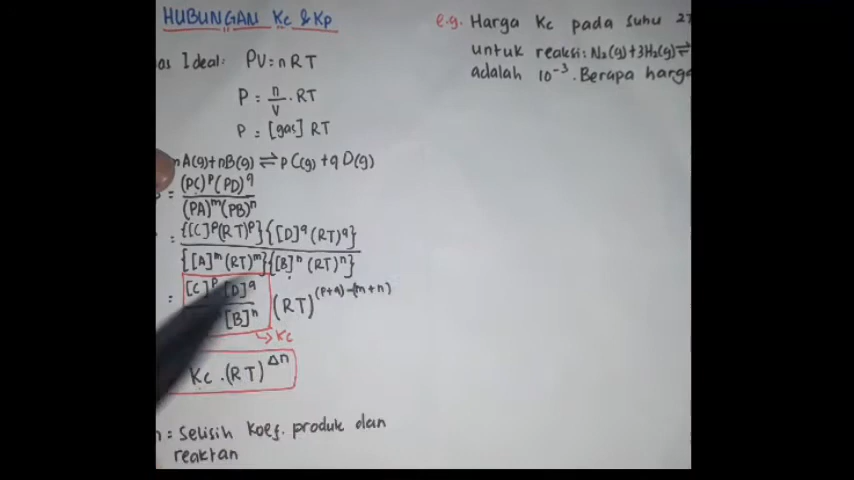 HUBUNGAN Kc & Kp
as Ideal: PV = nRT
P = n/V . RT
P = [gas] RT
A(g) + nB(g) ⇌ pC(g) + qD(g)
= (PC)^p (PD)^q / (PA)^m (PB)^n
= {[C]^p (RT)^p} {[D]^q (RT)^q} / {[A]^m (RT)^m} {[B]^n (RT)^n}
= [C]^p [D]^q / [B]^n (RT)^(p+q)-(m+n)
↳ Kc
Kc . (RT)^Δn
n = Selisih koef. produk dan
reaktan
e.g. Harga Kc pada Suhu 27
untuk reaksi: N₂(g) + 3H₂(g) ⇌
adalah 10^-3. Berapa harga